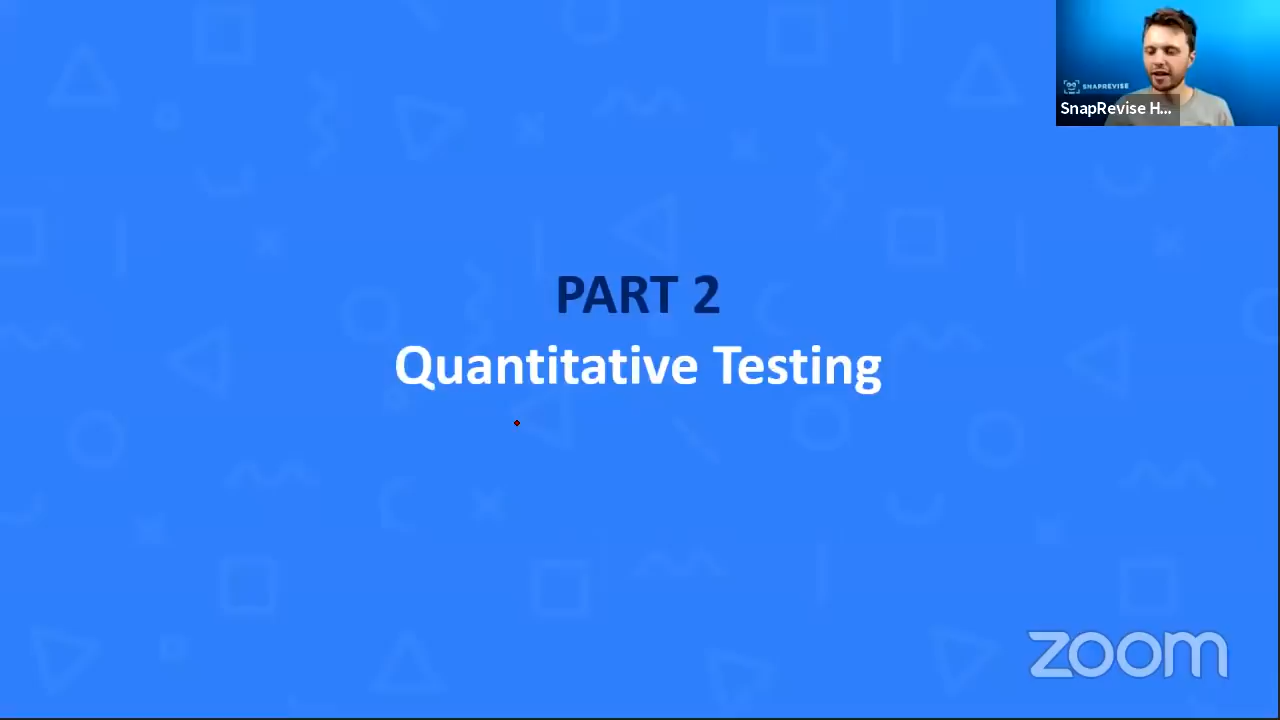 SNAPREVISE
SnapRevise H...
PART 2
Quantitative Testing
zoom